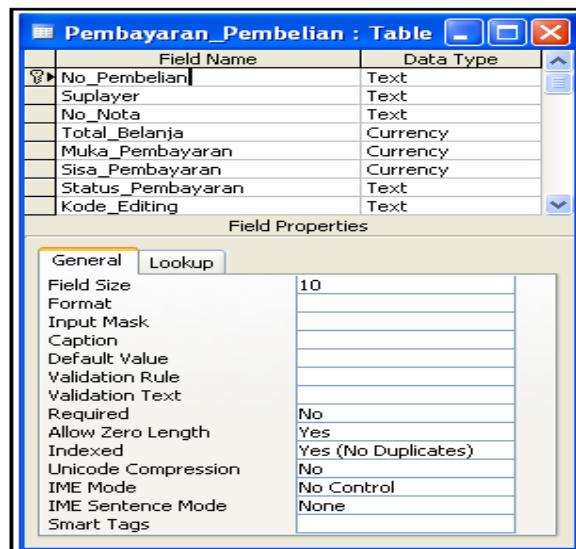 Pembayaran_Pembelian : Table
Field Name Data Type
No_Pembelian Text
Suplayer Text
No_Nota Text
Total_Belanja Currency
Muka_Pembayaran Currency
Sisa_Pembayaran Currency
Status_Pembayaran Text
Kode_Editing Text
Field Properties
General Lookup
Field Size 10
Format
Input Mask
Caption
Default Value
Validation Rule
Validation Text
Required No
Allow Zero Length Yes
Indexed Yes (No Duplicates)
Unicode Compression No
IME Mode No Control
IME Sentence Mode None
Smart Tags